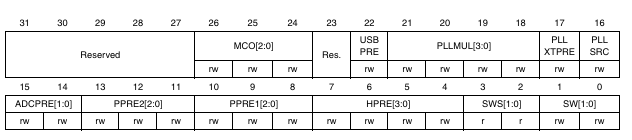 31 30 29 28 27 26 25 24 23 22 21 20 19 18 17 16
Reserved MCO[2:0] Res. USB PRE PLLMUL[3:0] PLL XTPRE PLL SRC
rw rw rw rw rw rw rw rw rw rw
15 14 13 12 11 10 9 8 7 6 5 4 3 2 1 0
ADCPRE[1:0] PPRE2[2:0] PPRE1[2:0] HPRE[3:0] SWS[1:0] SW[1:0]
rw rw rw rw rw rw rw rw rw rw rw rw r r rw rw